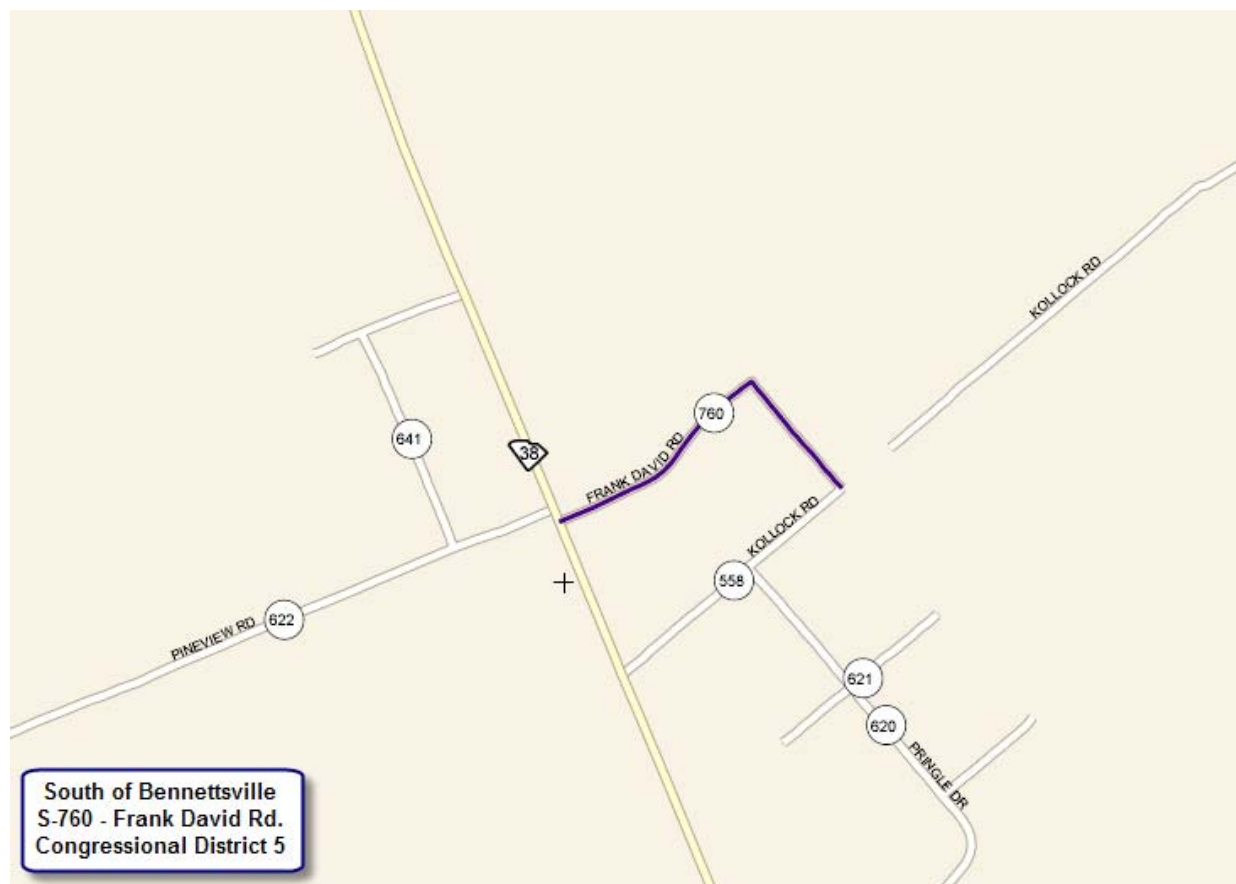 KOLLOCK RD
760
641
38
FRANK DAVID RD
KOLLOCK RD
558
622
PINEVIEW RD
621
620
PRINGLE DR
South of Bennettsville
S-760 - Frank David Rd.
Congressional District 5